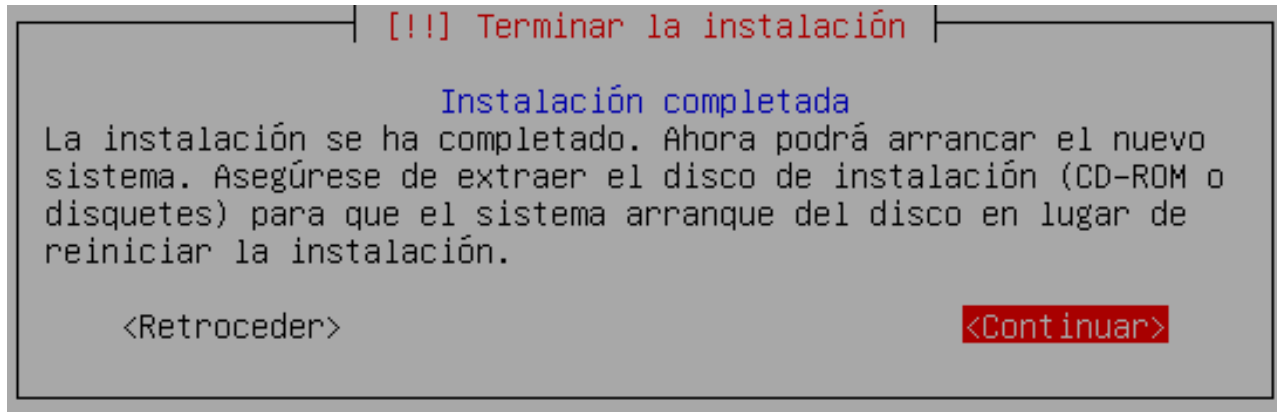 [!!] Terminar la instalación
Instalación completada
La instalación se ha completado. Ahora podrá arrancar el nuevo
sistema. Asegúrese de extraer el disco de instalación (CD-ROM o
disquetes) para que el sistema arranque del disco en lugar de
reiniciar la instalación.
<Retroceder> <Continuar>